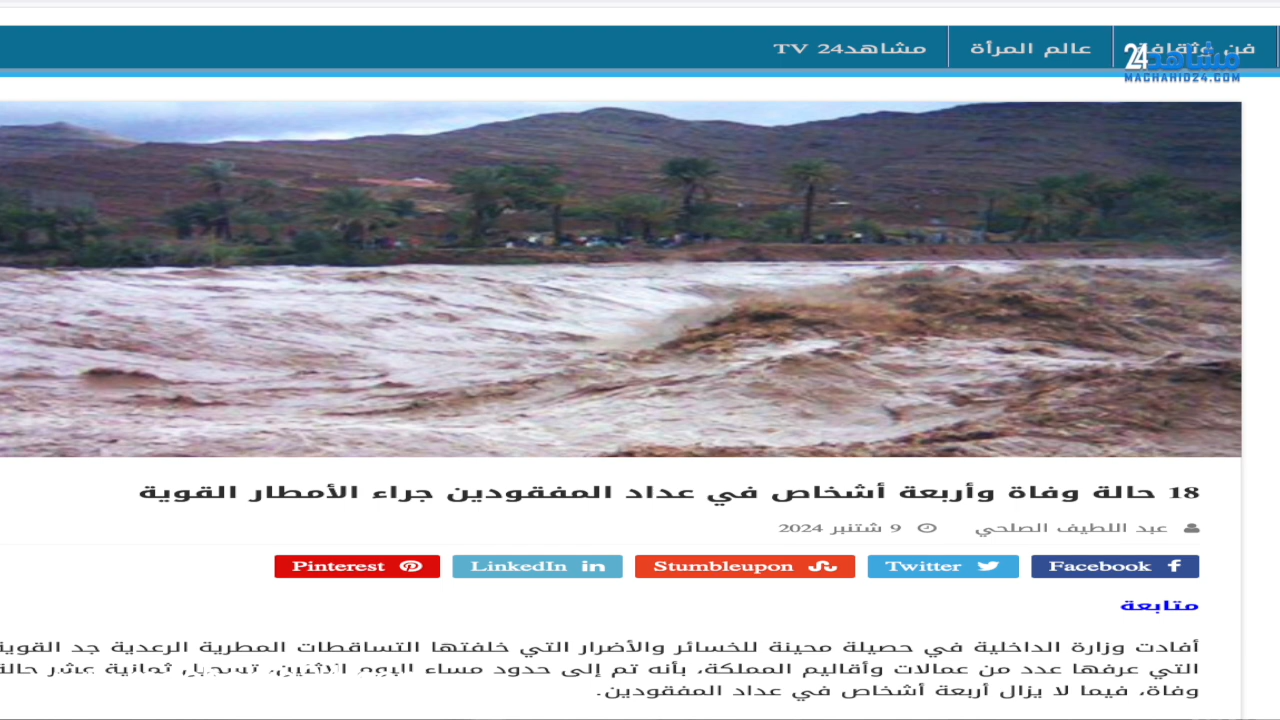 فن وثقافة
عالم المرأة
مشاهد24 TV
مشاهد24
MACHAHID24.COM
18 حالة وفاة وأربعة أشخاص في عداد المفقودين جراء الأمطار القوية
عبد اللطيف الصلحي 9 شتنبر 2024
Facebook Twitter Stumbleupon LinkedIn Pinterest
متابعة
أفادت وزارة الداخلية في حصيلة محينة للخسائر والأضرار التي خلفتها التساقطات المطرية الرعدية جد القوية
التي عرفها عدد من عمالات وأقاليم المملكة، بأنه تم إلى حدود مساء اليوم الإثنين، تسجيل ثمانية عشر حالة
وفاة، فيما لا يزال أربعة أشخاص في عداد المفقودين.